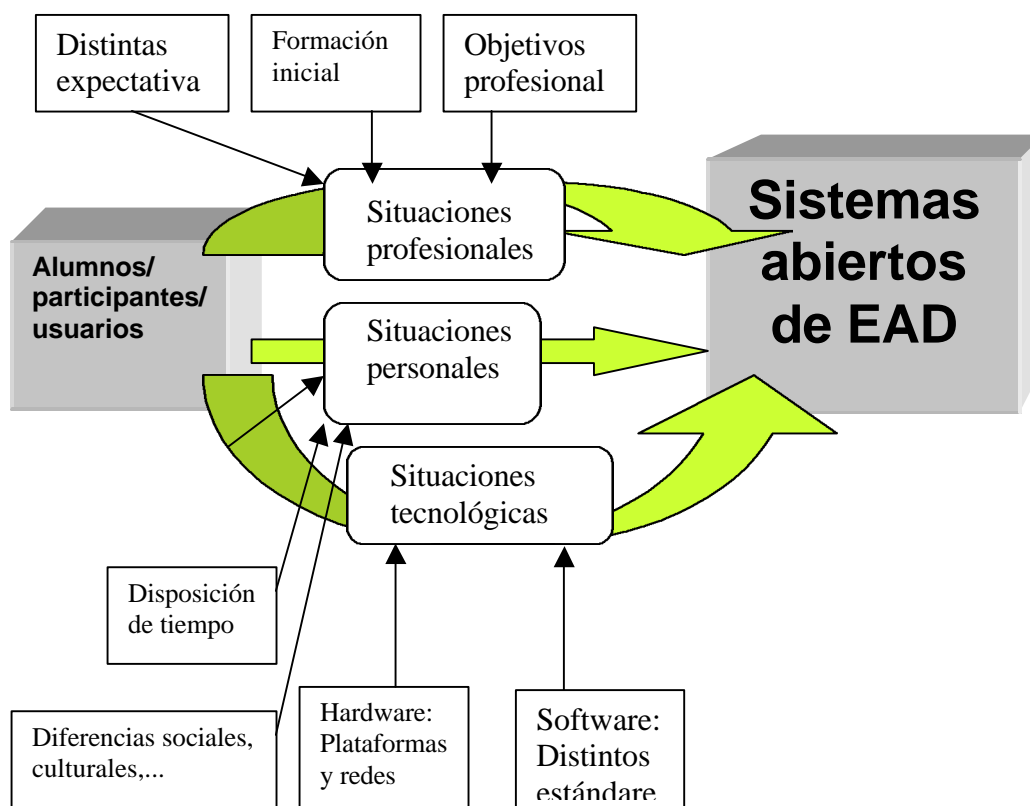 Distintas
expectativa
Formación
inicial
Objetivos
profesional
Situaciones
profesionales
Sistemas
abiertos
de EAD
Alumnos/
participantes/
usuarios
Situaciones
personales
Situaciones
tecnológicas
Disposición
de tiempo
Diferencias sociales,
culturales,...
Hardware:
Plataformas
y redes
Software:
Distintos
estándare